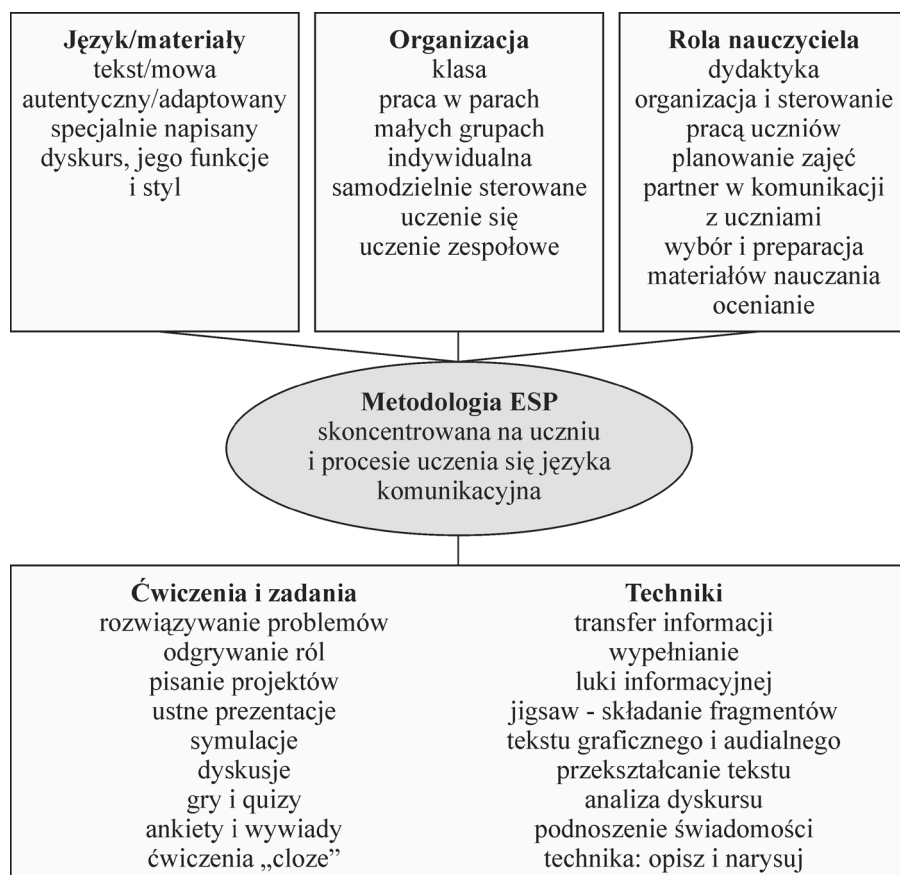 Język/materiały
tekst/mowa
autentyczny/adaptowany
specjalnie napisany
dyskurs, jego funkcje
i styl
Organizacja
klasa
praca w parach
małych grupach
indywidualna
samodzielnie sterowane
uczenie się
uczenie zespołowe
Rola nauczyciela
dydaktyka
organizacja i sterowanie
pracą uczniów
planowanie zajęć
partner w komunikacji
z uczniami
wybór i preparacja
materiałów nauczania
ocenianie
Metodologia ESP
skoncentrowana na uczniu
i procesie uczenia się języka
komunikacyjna
Ćwiczenia i zadania
rozwiązywanie problemów
odgrywanie ról
pisanie projektów
ustne prezentacje
symulacje
dyskusje
gry i quizy
ankiety i wywiady
ćwiczenia „cloze”
Techniki
transfer informacji
wypełnianie
luki informacyjnej
jigsaw - składanie fragmentów
tekstu graficznego i audialnego
przekształcanie tekstu
analiza dyskursu
podnoszenie świadomości
technika: opisz i narysuj